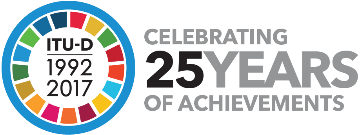 ITU-D
1992
2017
CELEBRATING
25YEARS
OF ACHIEVEMENTS